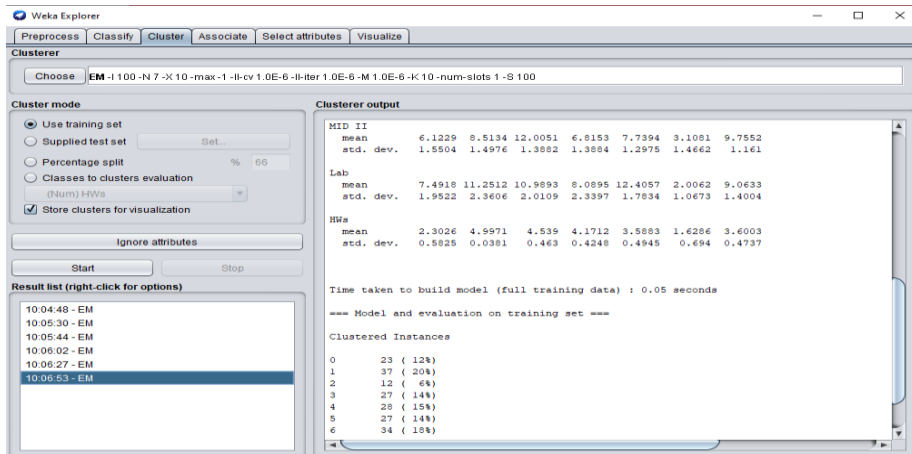 Weka Explorer
Preprocess Classify Cluster Associate Select attributes Visualize
Clusterer
Choose EM -I 100 -N 7 -X 10 -max -1 -ll-cv 1.0E-6 -ll-iter 1.0E-6 -M 1.0E-6 -K 10 -num-slots 1 -S 100
Cluster mode
Use training set
Supplied test set Set...
Percentage split % 66
Classes to clusters evaluation
(Num) HWs
Store clusters for visualization
Ignore attributes
Start Stop
Result list (right-click for options)
10:04:48 - EM
10:05:30 - EM
10:05:44 - EM
10:06:02 - EM
10:06:27 - EM
10:06:53 - EM
Clusterer output
MID II
mean 6.1229 8.5134 12.0051 6.8153 7.7394 3.1081 9.7552
std. dev. 1.5504 1.4976 1.3882 1.3884 1.2975 1.4662 1.161
Lab
mean 7.4918 11.2512 10.9893 8.0895 12.4057 2.0062 9.0633
std. dev. 1.9522 2.3606 2.0109 2.3397 1.7834 1.0673 1.4004
HWs
mean 2.3026 4.9971 4.539 4.1712 3.5883 1.6286 3.6003
std. dev. 0.5825 0.0381 0.463 0.4248 0.4945 0.694 0.4737
Time taken to build model (full training data) : 0.05 seconds
=== Model and evaluation on training set ===
Clustered Instances
0 23 ( 12%)
1 37 ( 20%)
2 12 ( 6%)
3 27 ( 14%)
4 28 ( 15%)
5 27 ( 14%)
6 34 ( 18%)